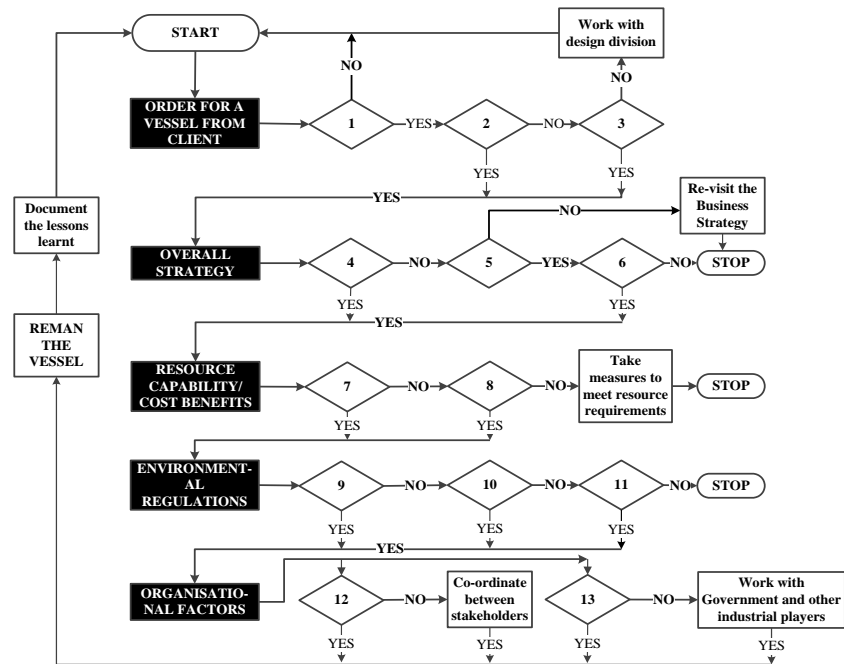 START
Work with
design division
NO
NO
ORDER FOR A
VESSEL FROM
CLIENT
1
YES
2
NO
3
YES
YES
YES
Document
the lessons
learnt
Re-visit the
Business
Strategy
NO
OVERALL
STRATEGY
4
NO
5
YES
6
NO
STOP
YES
YES
YES
REMAN
THE
VESSEL
RESOURCE
CAPABILITY/
COST BENEFITS
7
NO
8
NO
Take
measures to
meet resource
requirements
STOP
YES
YES
ENVIRONMENT-
AL
REGULATIONS
9
NO
10
NO
11
NO
STOP
YES
YES
YES
YES
ORGANISATIO-
NAL FACTORS
12
NO
Co-ordinate
between
stakeholders
13
NO
Work with
Government and other
industrial players
YES
YES
YES
YES